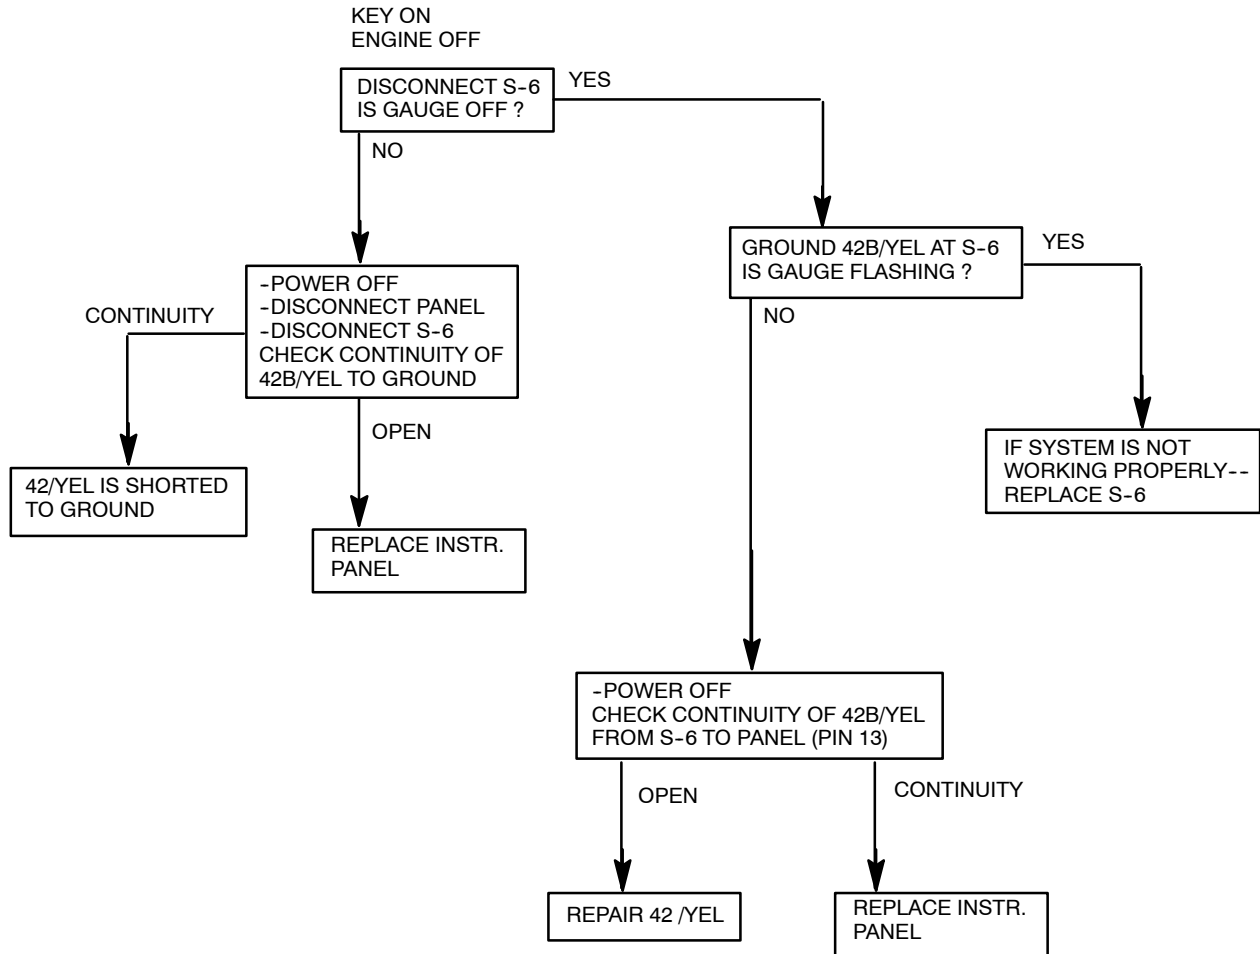 KEY ON
ENGINE OFF
DISCONNECT S-6
IS GAUGE OFF ?
YES
NO
GROUND 42B/YEL AT S-6
IS GAUGE FLASHING ?
YES
NO
-POWER OFF
-DISCONNECT PANEL
-DISCONNECT S-6
CHECK CONTINUITY OF
42B/YEL TO GROUND
CONTINUITY
OPEN
42/YEL IS SHORTED
TO GROUND
REPLACE INSTR.
PANEL
IF SYSTEM IS NOT
WORKING PROPERLY--
REPLACE S-6
-POWER OFF
CHECK CONTINUITY OF 42B/YEL
FROM S-6 TO PANEL (PIN 13)
OPEN
CONTINUITY
REPAIR 42 /YEL
REPLACE INSTR.
PANEL